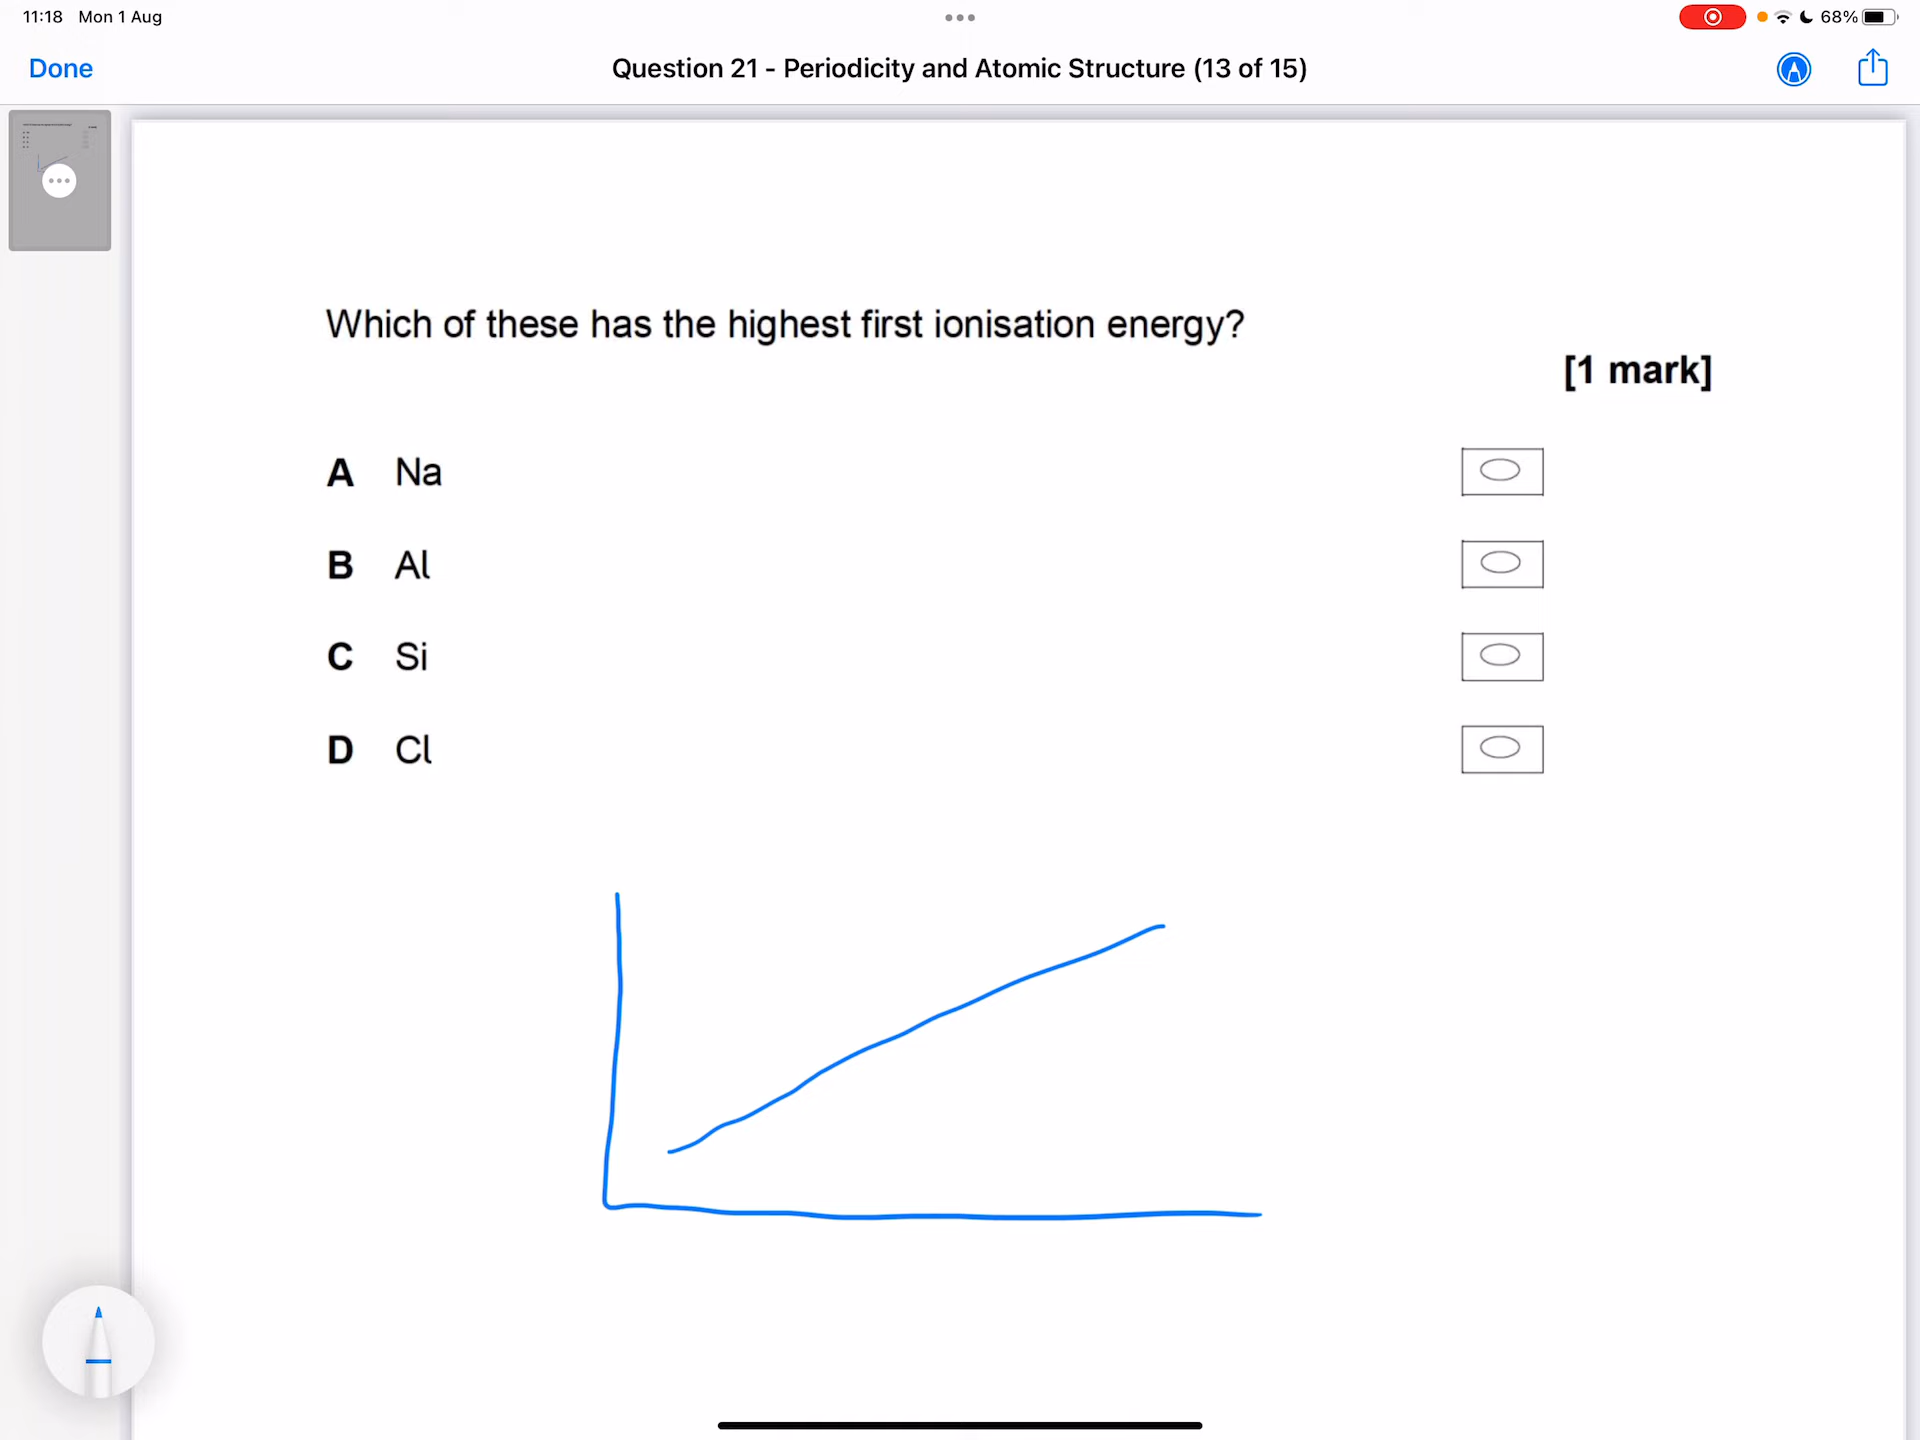 11:18 Mon 1 Aug
68%
Done
Question 21 - Periodicity and Atomic Structure (13 of 15)
Which of these has the highest first ionisation energy?
[1 mark]
A Na
B Al
C Si
D Cl